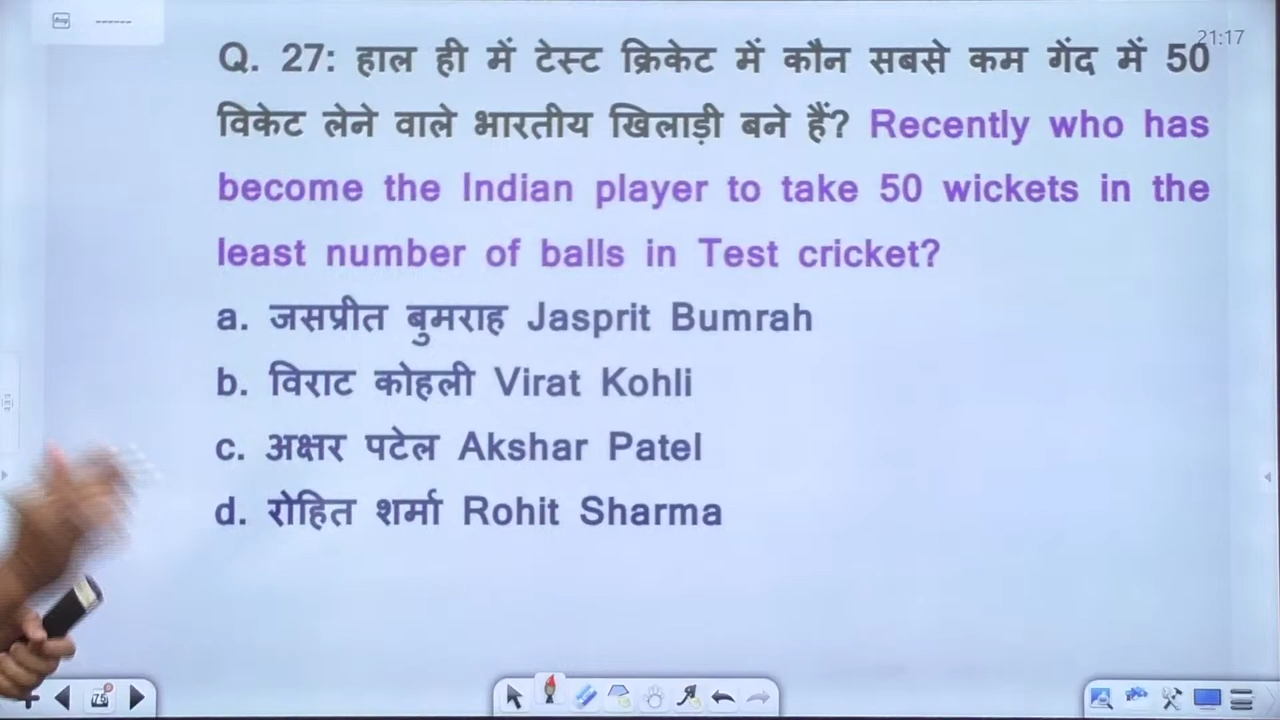 21:17
Q. 27: हाल ही में टेस्ट क्रिकेट में कौन सबसे कम गेंद में 50
विकेट लेने वाले भारतीय खिलाड़ी बने हैं? Recently who has
become the Indian player to take 50 wickets in the
least number of balls in Test cricket?
a. जसप्रीत बुमराह Jasprit Bumrah
b. विराट कोहली Virat Kohli
c. अक्षर पटेल Akshar Patel
d. रोहित शर्मा Rohit Sharma
75